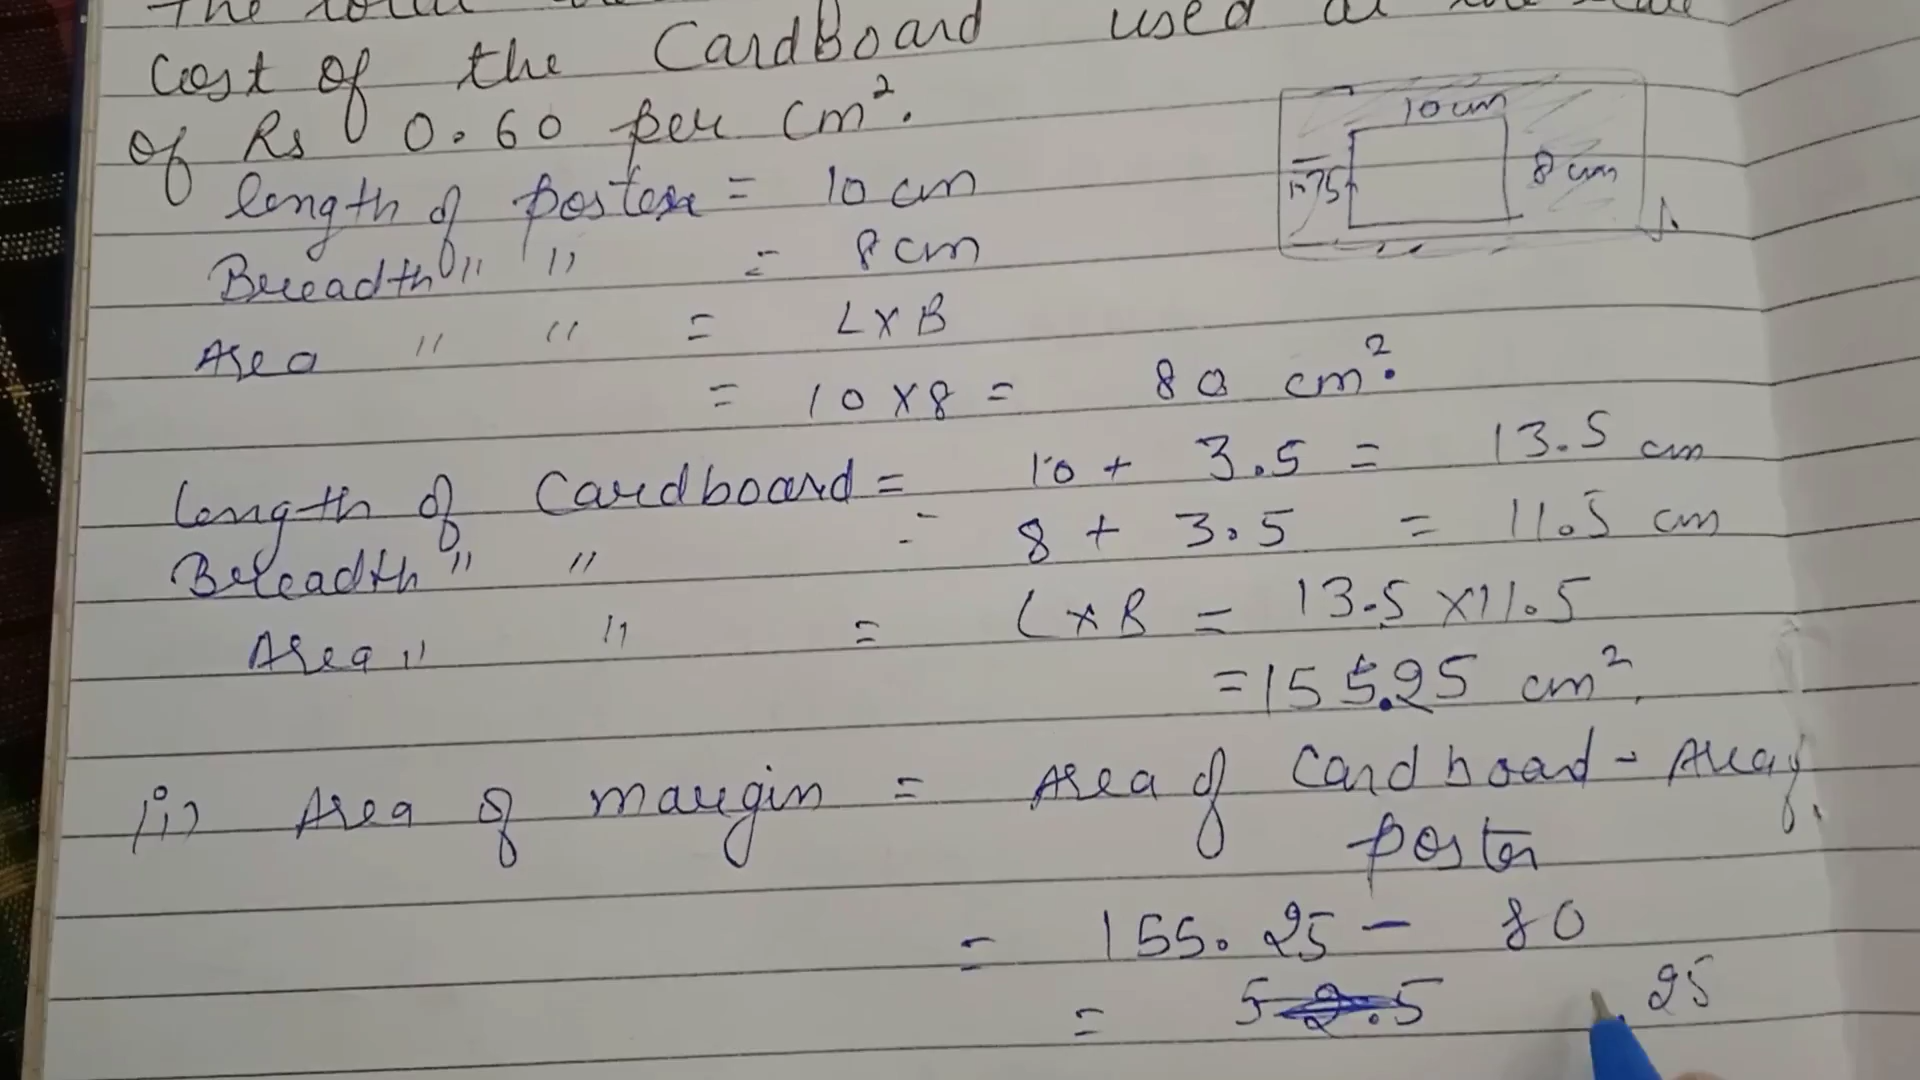 The total
Cost of the CardBoard used at
of Rs 0.60 per cm².
10 cm
8 cm
1.75
length of poster = 10 cm
Breadth " " = 8 cm
Area " " = L×B
= 10×8 = 80 cm².
length of Cardboard = 10 + 3.5 = 13.5 cm
Breadth " " = 8 + 3.5 = 11.5 cm
Area " " = L×B = 13.5×11.5
= 155.25 cm²
(ii) Area of margin = Area of Cardboard - Area of
poster
= 155.25 - 80
= .25